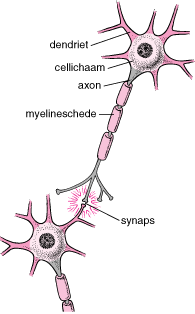 dendriet
cellichaam
axon
myelineschede
synaps